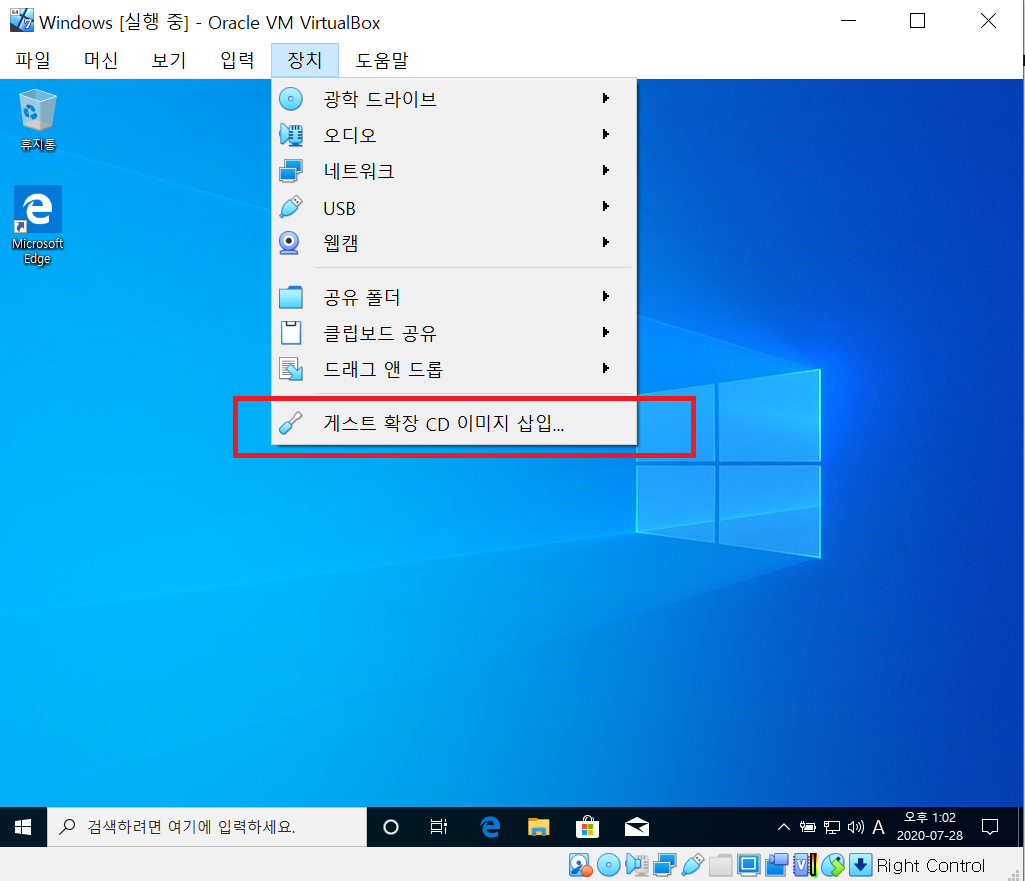 Windows [실행 중] - Oracle VM VirtualBox
파일 머신 보기 입력 장치 도움말
광학 드라이브
오디오
네트워크
USB
웹캠
공유 폴더
클립보드 공유
드래그 앤 드롭
게스트 확장 CD 이미지 삽입...
휴지통
Microsoft
Edge
검색하려면 여기에 입력하세요.
A
오후 1:02
2020-07-28
Right Control